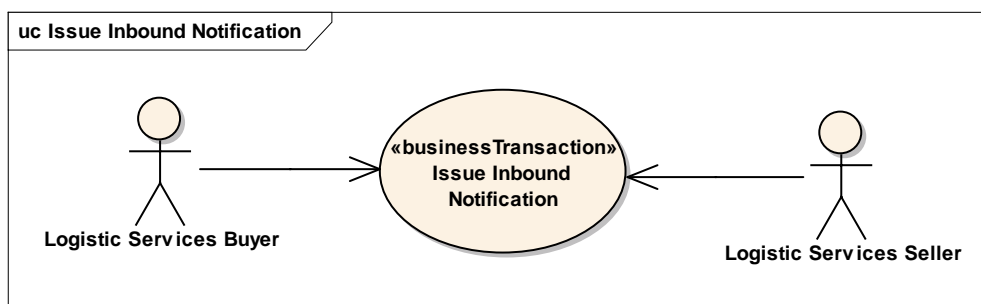 uc Issue Inbound Notification
«businessTransaction»
Issue Inbound
Notification
Logistic Services Buyer
Logistic Services Seller